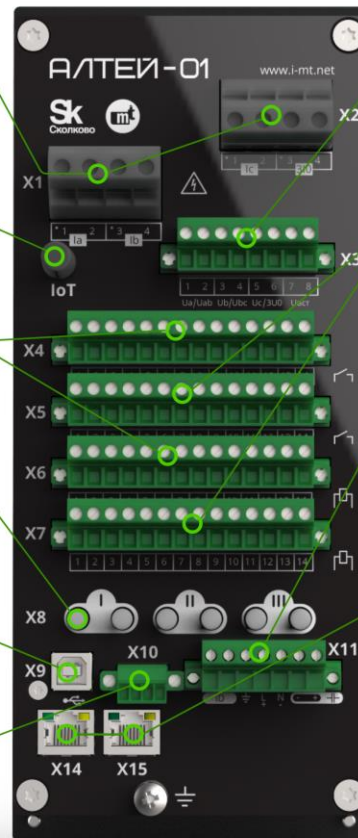 АЛТЕЙ-01
www.i-mt.net
Sk
Сколково
mt
X2
X1
* 1 2 * 3 4
Ic 3I0
* 1 2 * 3 4
Ia Ib
X3
IoT
1 2 3 4 5 6 7 8
Ua/Uab Ub/Ubc Uc/3U0 Uacт
X4
X5
X6
X7
1 2 3 4 5 6 7 8 9 10 11 12 13 14
X8
I II III
X9
X10
X11
L N
+ -
- +
X14 X15